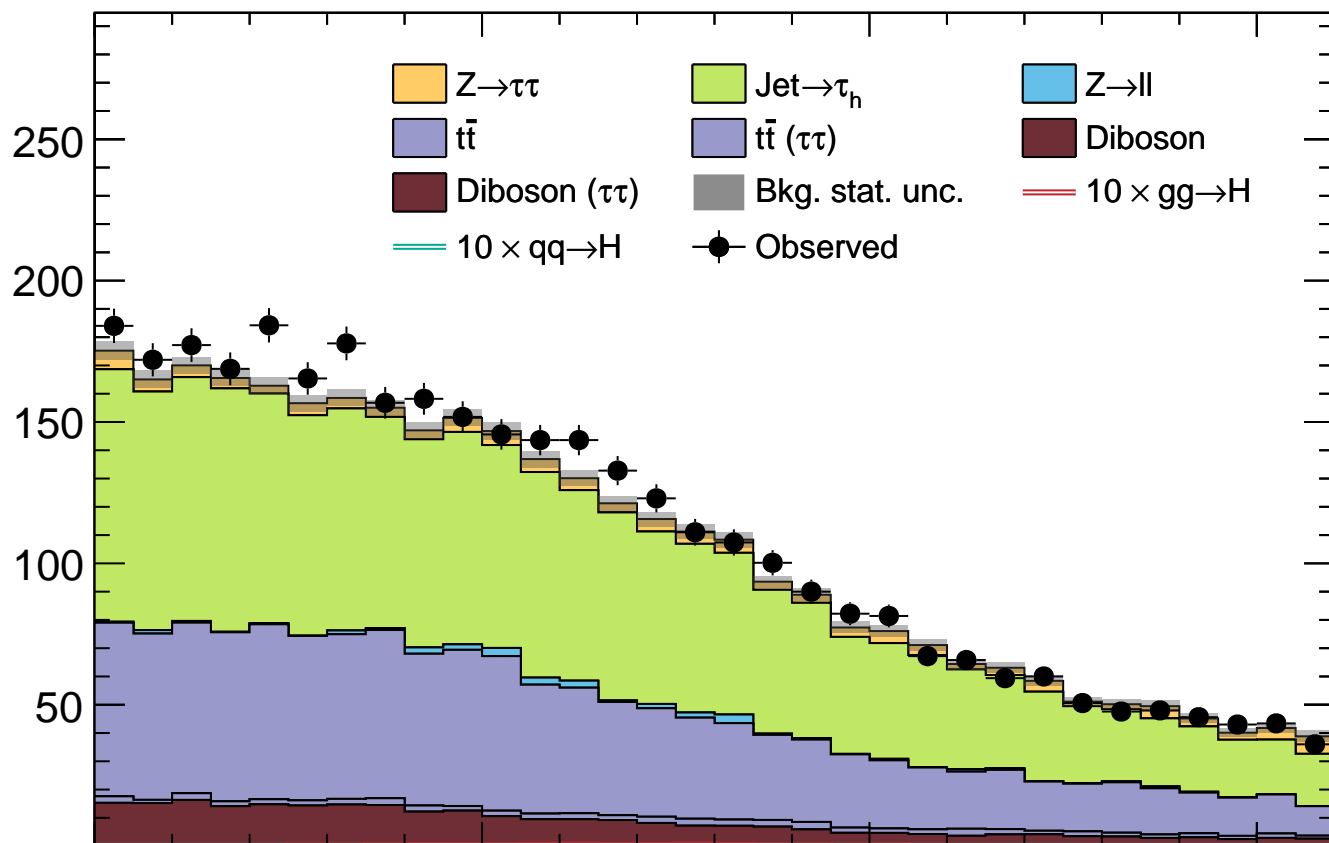 Z→ττ Jet→τh Z→ll
tt̄ tt̄ (ττ) Diboson
Diboson (ττ) Bkg. stat. unc. 10 × gg→H
10 × qq→H Observed
250
200
150
100
50